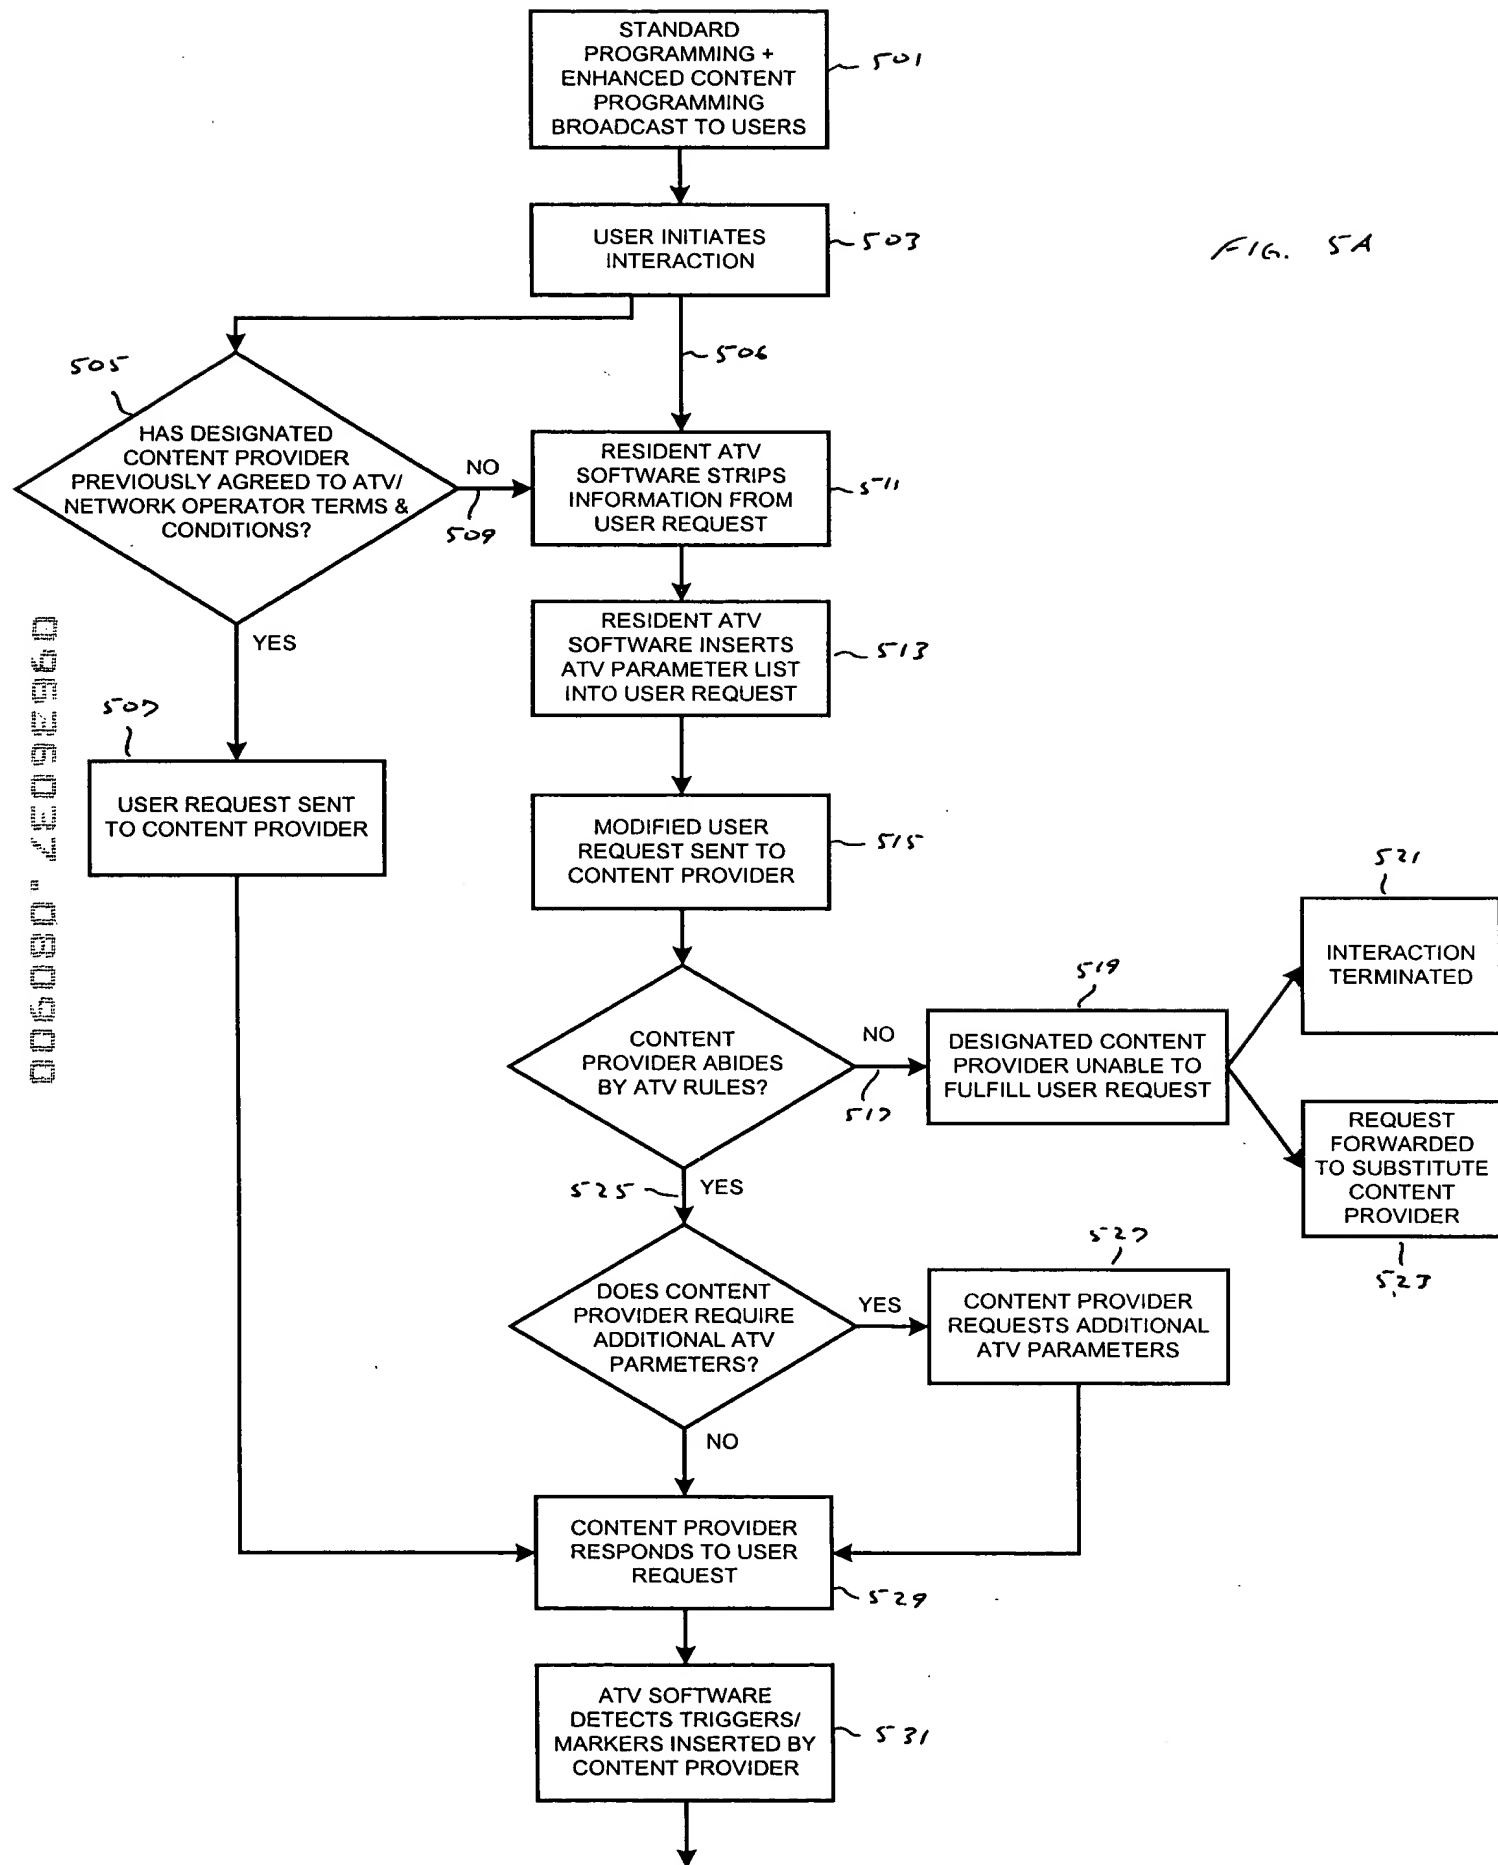 STANDARD
PROGRAMMING +
ENHANCED CONTENT
PROGRAMMING
BROADCAST TO USERS
501
USER INITIATES
INTERACTION
503
FIG. 5A
506
505
HAS DESIGNATED
CONTENT PROVIDER
PREVIOUSLY AGREED TO ATV/
NETWORK OPERATOR TERMS &
CONDITIONS?
NO
509
RESIDENT ATV
SOFTWARE STRIPS
INFORMATION FROM
USER REQUEST
511
YES
RESIDENT ATV
SOFTWARE INSERTS
ATV PARAMETER LIST
INTO USER REQUEST
513
507
USER REQUEST SENT
TO CONTENT PROVIDER
MODIFIED USER
REQUEST SENT TO
CONTENT PROVIDER
515
09626037.080900
CONTENT
PROVIDER ABIDES
BY ATV RULES?
NO
517
519
DESIGNATED CONTENT
PROVIDER UNABLE TO
FULFILL USER REQUEST
521
INTERACTION
TERMINATED
REQUEST
FORWARDED
TO SUBSTITUTE
CONTENT
PROVIDER
523
525
YES
DOES CONTENT
PROVIDER REQUIRE
ADDITIONAL ATV
PARMETERS?
YES
527
CONTENT PROVIDER
REQUESTS ADDITIONAL
ATV PARAMETERS
NO
CONTENT PROVIDER
RESPONDS TO USER
REQUEST
529
ATV SOFTWARE
DETECTS TRIGGERS/
MARKERS INSERTED BY
CONTENT PROVIDER
531